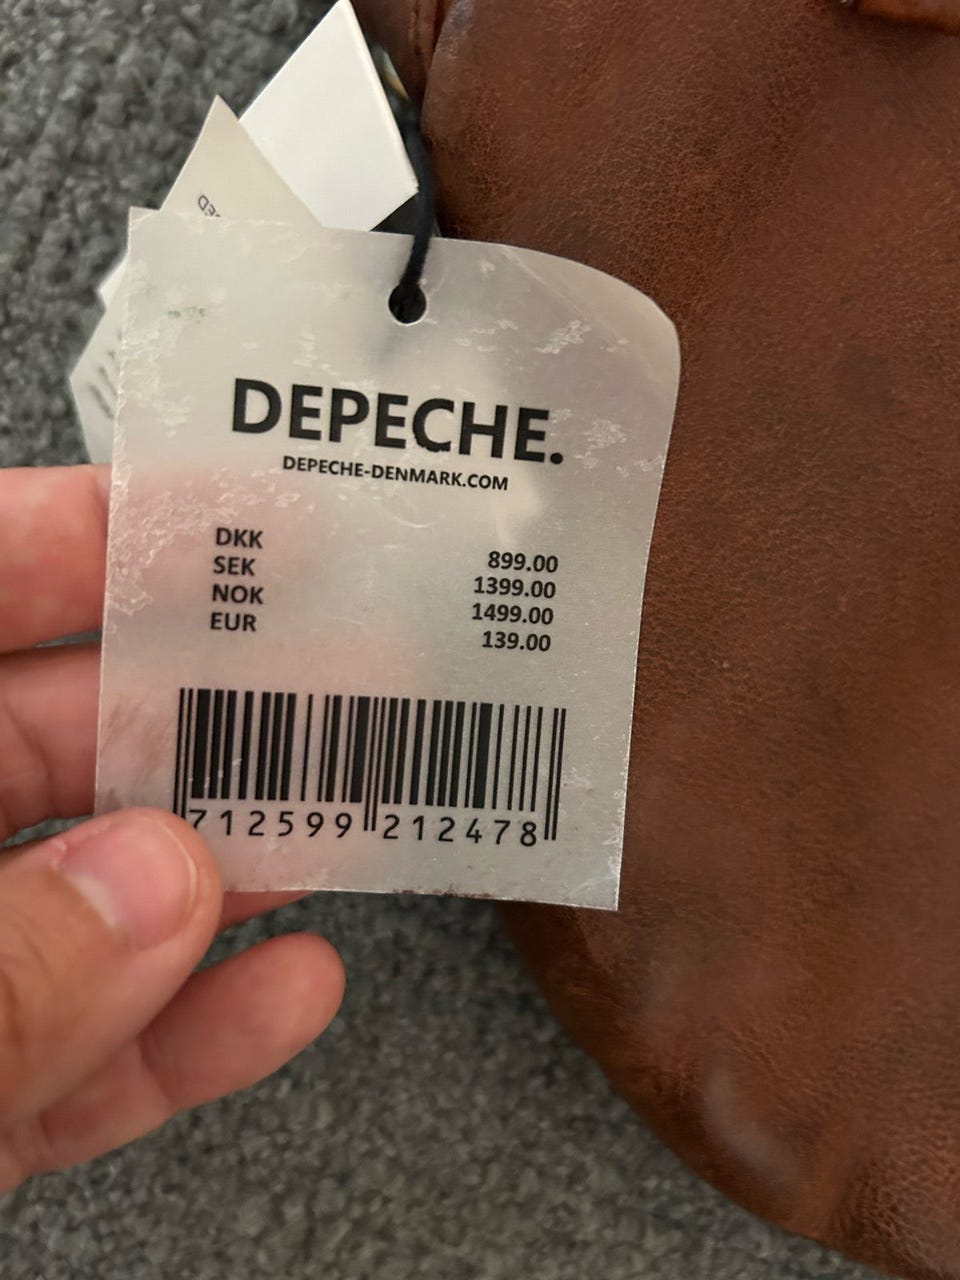 DEPECHE.
DEPECHE-DENMARK.COM
DKK 899.00
SEK 1399.00
NOK 1499.00
EUR 139.00
712599 212478